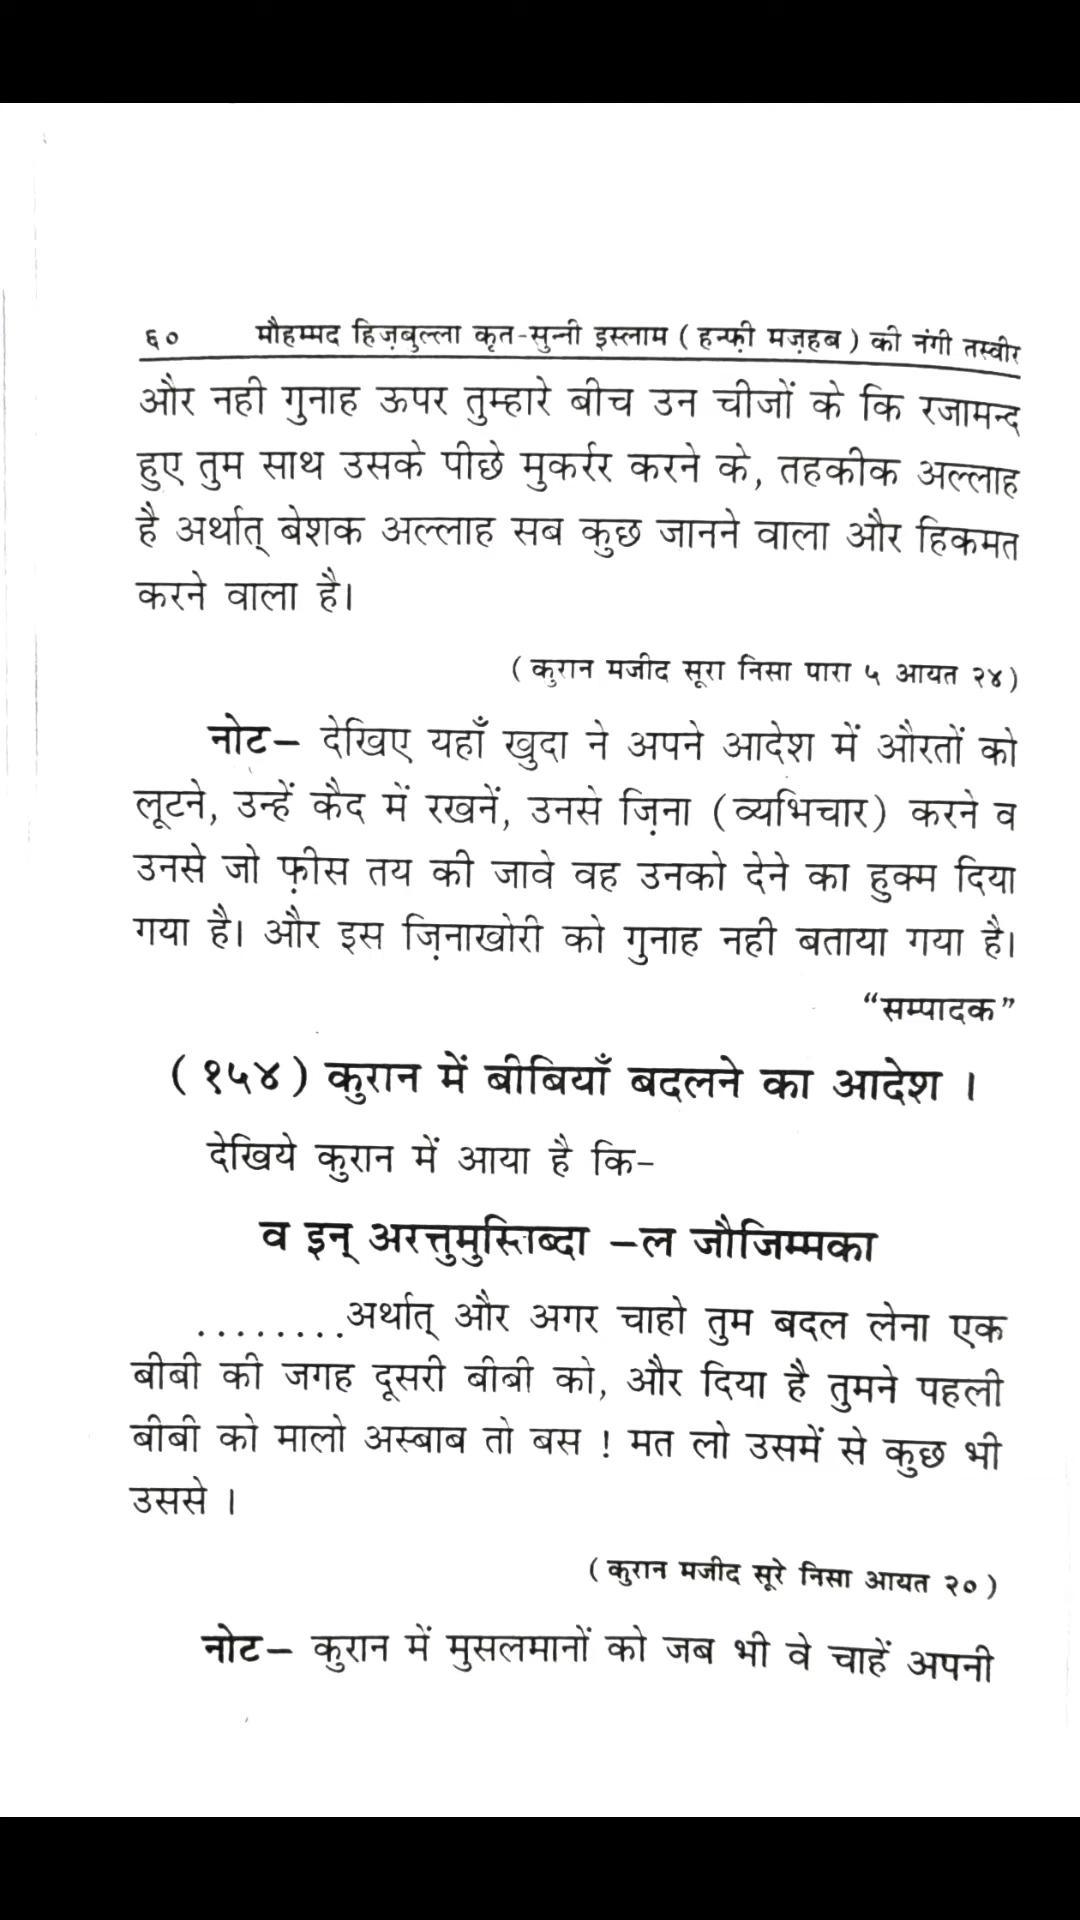 ६० मौहम्मद हिज़बुल्ला कृत-सुन्नी इस्लाम ( हन्फ़ी मज़हब ) की नंगी तस्वीर
और नही गुनाह ऊपर तुम्हारे बीच उन चीजों के कि रजामन्द
हुए तुम साथ उसके पीछे मुकर्रर करने के, तहकीक अल्लाह
है अर्थात् बेशक अल्लाह सब कुछ जानने वाला और हिकमत
करने वाला है।
( कुरान मजीद सूरा निसा पारा ५ आयत २४ )
नोट– देखिए यहाँ खुदा ने अपने आदेश में औरतों को
लूटने, उन्हें कैद में रखनें, उनसे ज़िना (व्यभिचार) करने व
उनसे जो फ़ीस तय की जावे वह उनको देने का हुक्म दिया
गया है। और इस ज़िनाखोरी को गुनाह नही बताया गया है।
“सम्पादक”
( १५४ ) कुरान में बीबियाँ बदलने का आदेश ।
देखिये कुरान में आया है कि–
व इन् अरत्तुमुस्तिब्दा –ल जौजिम्मका
........अर्थात् और अगर चाहो तुम बदल लेना एक
बीबी की जगह दूसरी बीबी को, और दिया है तुमने पहली
बीबी को मालो अस्बाब तो बस ! मत लो उसमें से कुछ भी
उससे ।
( कुरान मजीद सूरे निसा आयत २० )
नोट– कुरान में मुसलमानों को जब भी वे चाहें अपनी